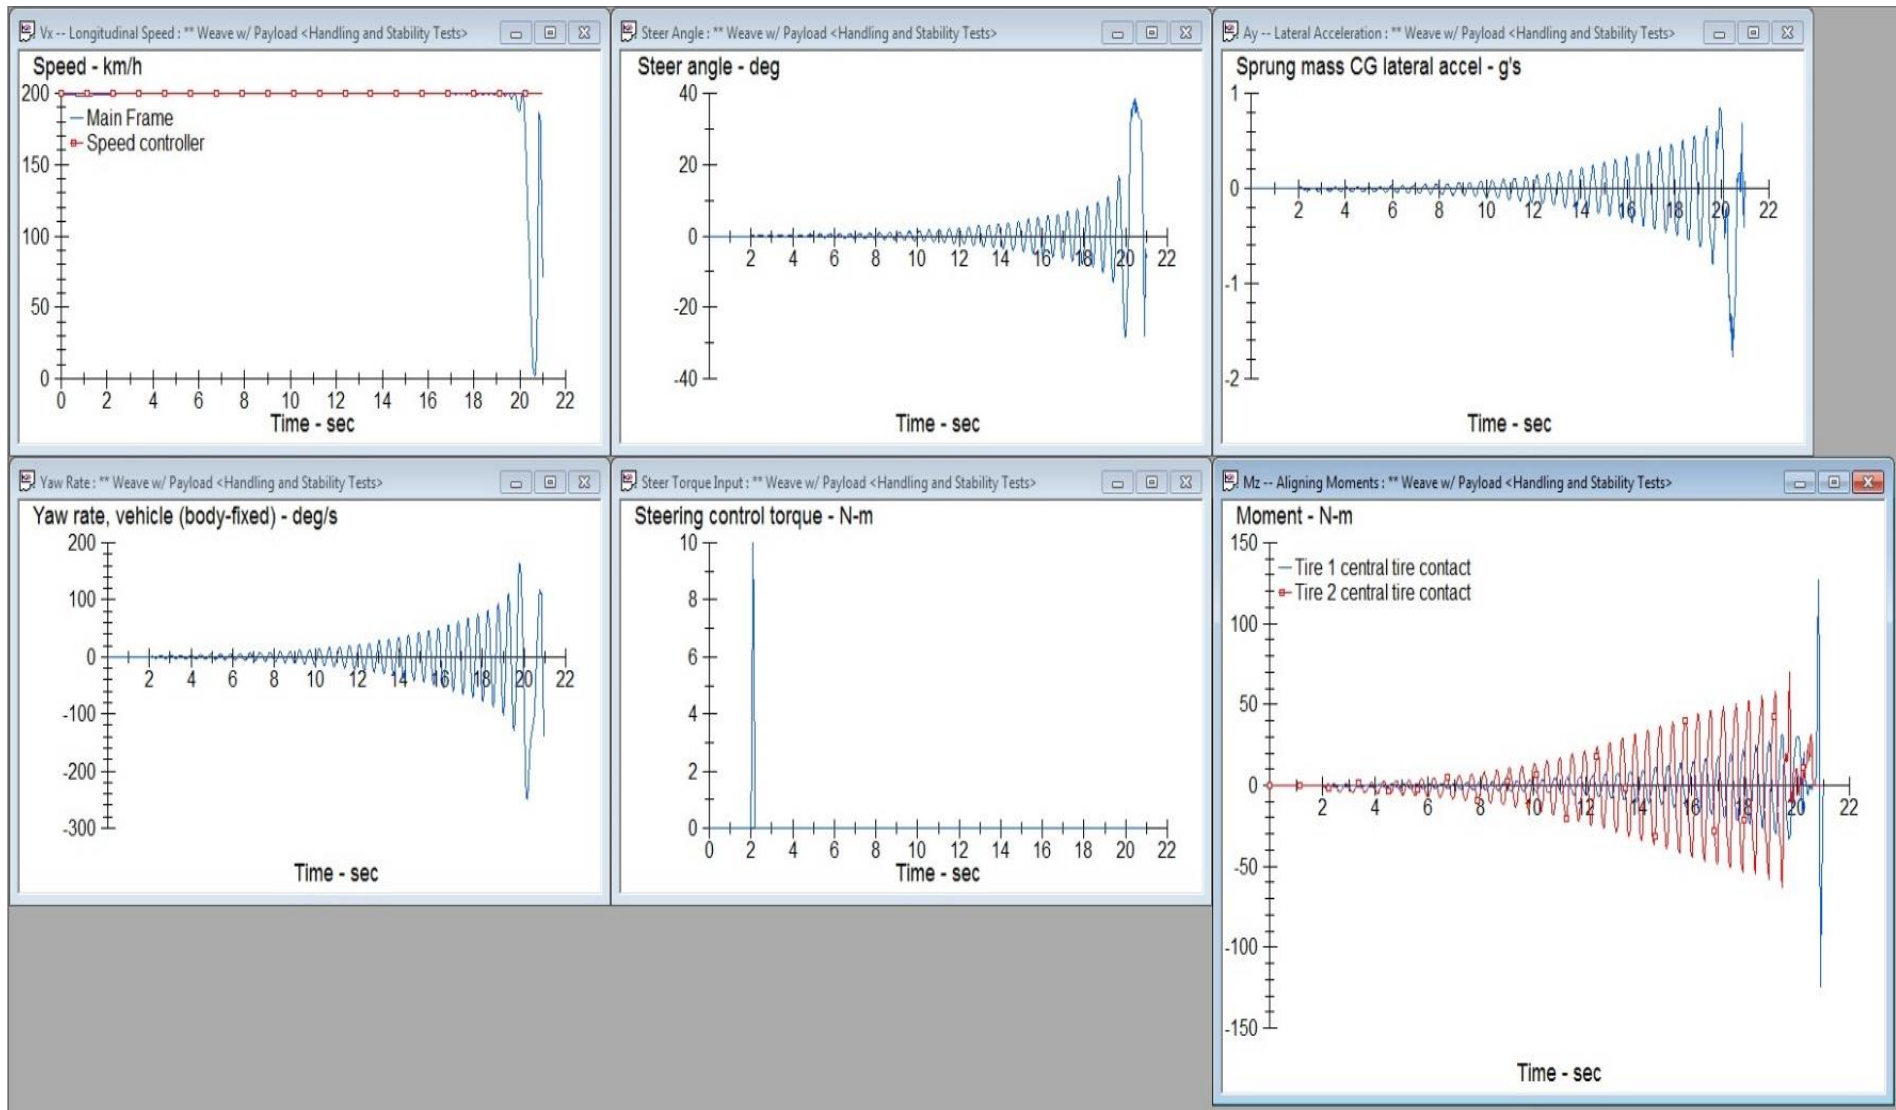 Vx -- Longitudinal Speed : ** Weave w/ Payload <Handling and Stability Tests>
Speed - km/h
200
Main Frame
Speed controller
150
100
50
0
0 2 4 6 8 10 12 14 16 18 20 22
Time - sec
Steer Angle : ** Weave w/ Payload <Handling and Stability Tests>
Steer angle - deg
40
20
0
2 4 6 8 10 12 14 16 18 20 22
-20
-40
Time - sec
Ay -- Lateral Acceleration : ** Weave w/ Payload <Handling and Stability Tests>
Sprung mass CG lateral accel - g's
1
0
2 4 6 8 10 12 14 16 18 20 22
-1
-2
Time - sec
Yaw Rate : ** Weave w/ Payload <Handling and Stability Tests>
Yaw rate, vehicle (body-fixed) - deg/s
200
100
0
2 4 6 8 10 12 14 16 18 20 22
-100
-200
-300
Time - sec
Steer Torque Input : ** Weave w/ Payload <Handling and Stability Tests>
Steering control torque - N-m
10
8
6
4
2
0
0 2 4 6 8 10 12 14 16 18 20 22
Time - sec
Mz -- Aligning Moments : ** Weave w/ Payload <Handling and Stability Tests>
Moment - N-m
150
Tire 1 central tire contact
Tire 2 central tire contact
100
50
0
2 4 6 8 10 12 14 16 18 20 22
-50
-100
-150
Time - sec